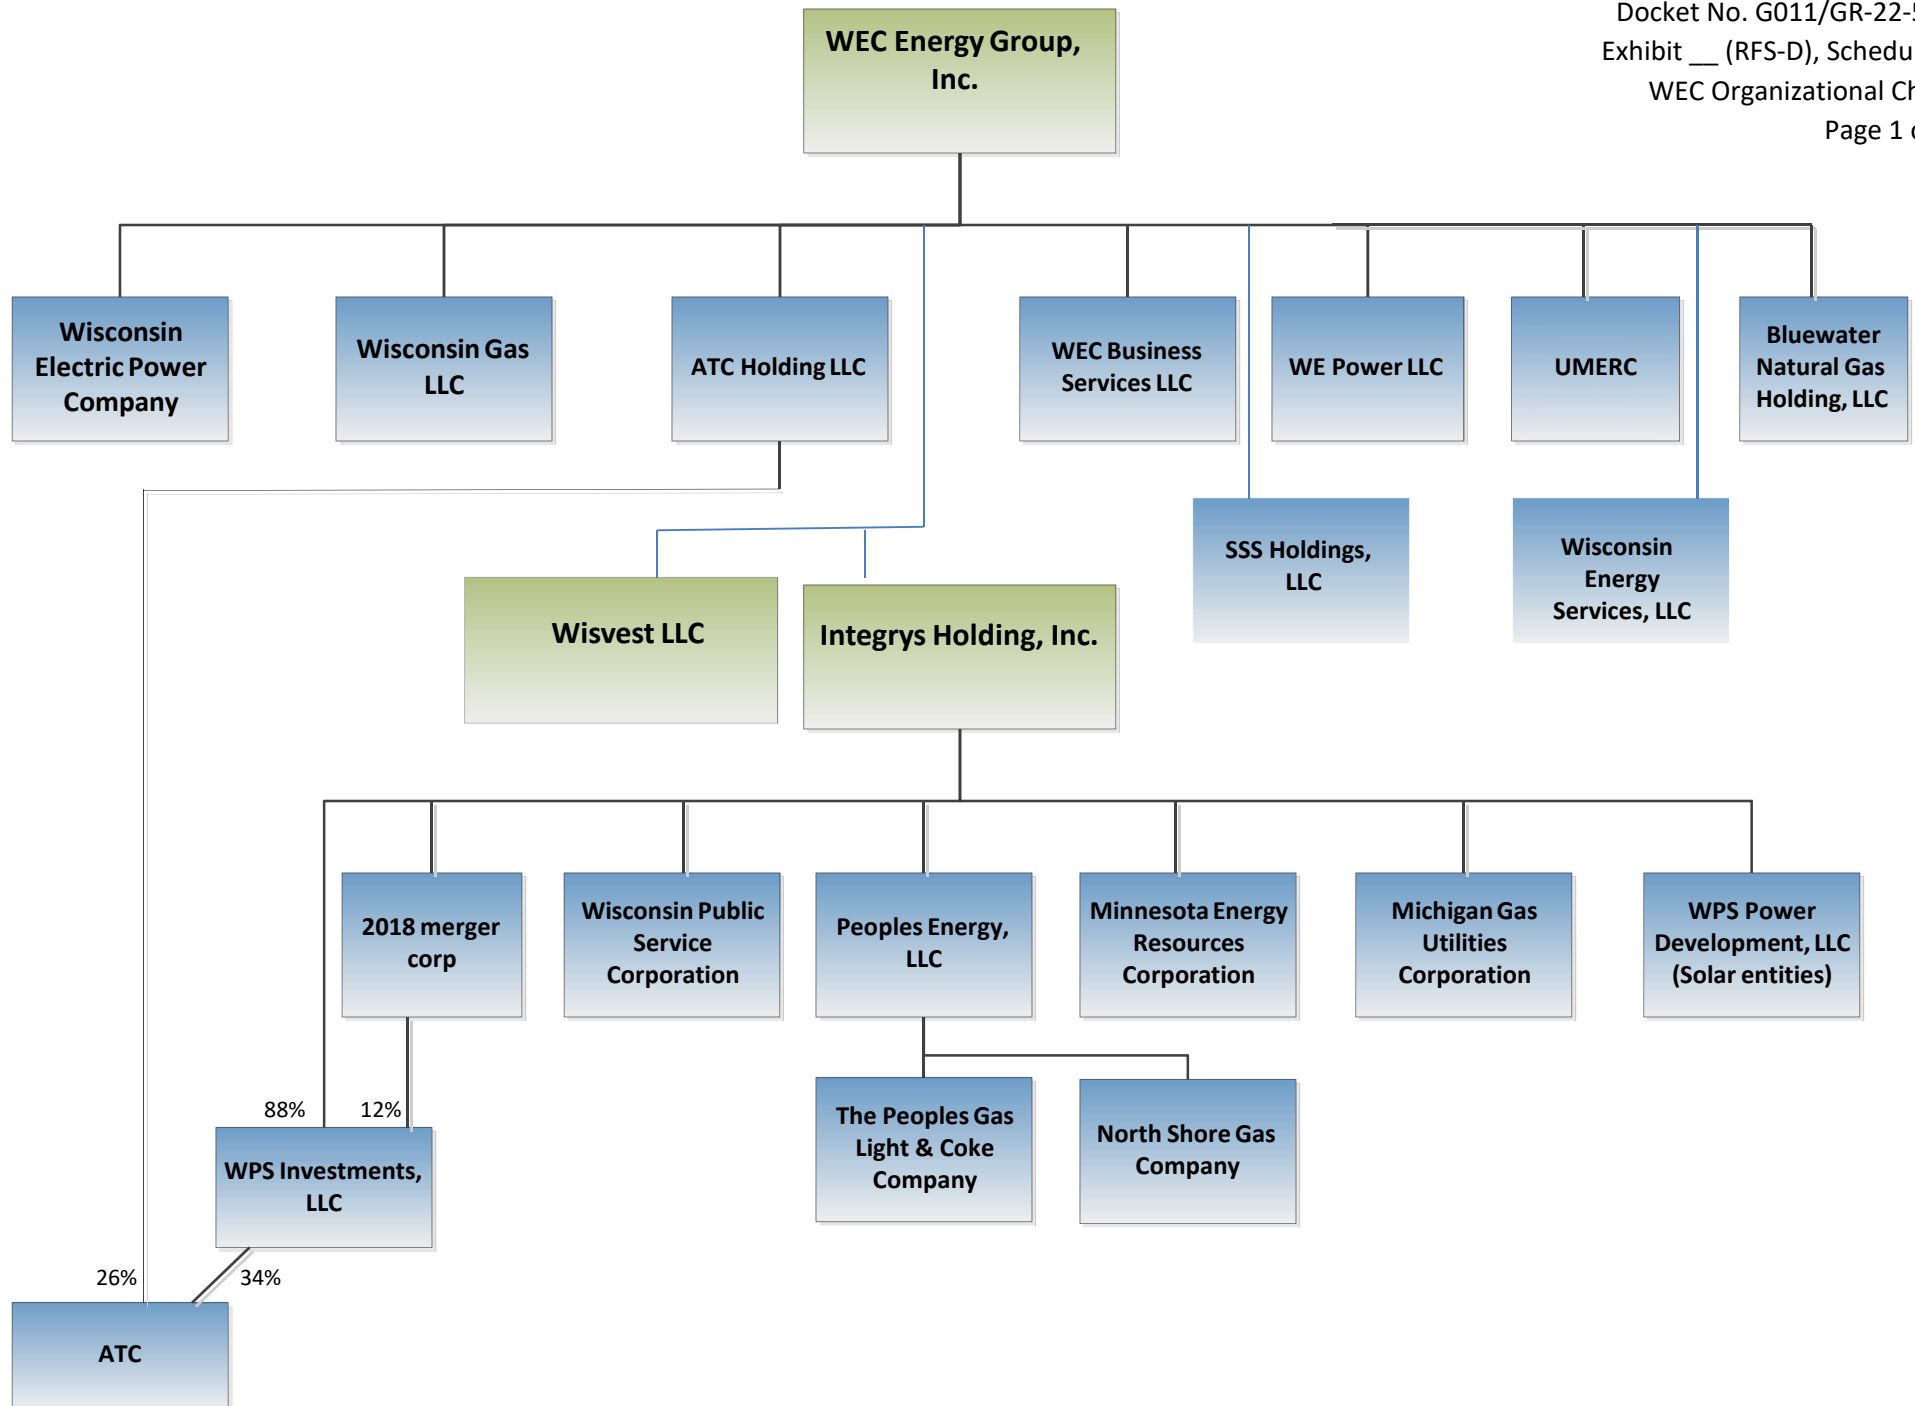 Docket No. G011/GR-22-
Exhibit __ (RFS-D),
WEC Organizational
Page 1
WEC Energy Group,
Inc.
Wisconsin
Electric Power
Company
Wisconsin Gas
LLC
ATC Holding LLC
WEC Business
Services LLC
WE Power LLC
UMERC
Bluewater
Natural Gas
Holding, LLC
SSS Holdings,
LLC
Wisconsin
Energy
Services, LLC
Wisvest LLC
Integrys Holding, Inc.
2018 merger
corp
Wisconsin Public
Service
Corporation
Peoples Energy,
LLC
Minnesota Energy
Resources
Corporation
Michigan Gas
Utilities
Corporation
WPS Power
Development, LLC
(Solar entities)
88%
12%
WPS Investments,
LLC
The Peoples Gas
Light & Coke
Company
North Shore Gas
Company
26%
34%
ATC